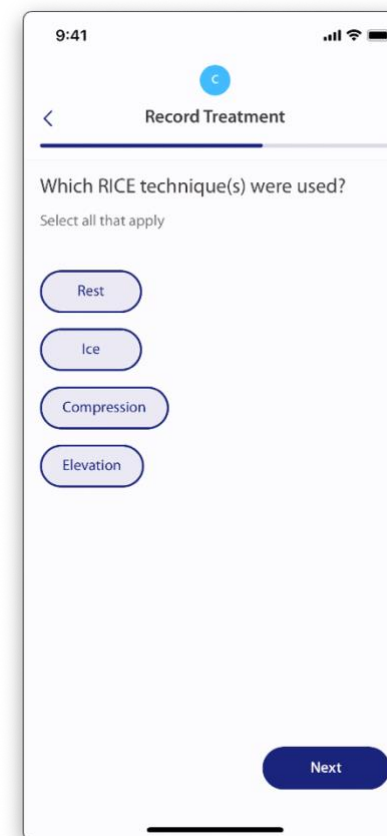 9:41
C
Record Treatment
Which RICE technique(s) were used?
Select all that apply
Rest
Ice
Compression
Elevation
Next